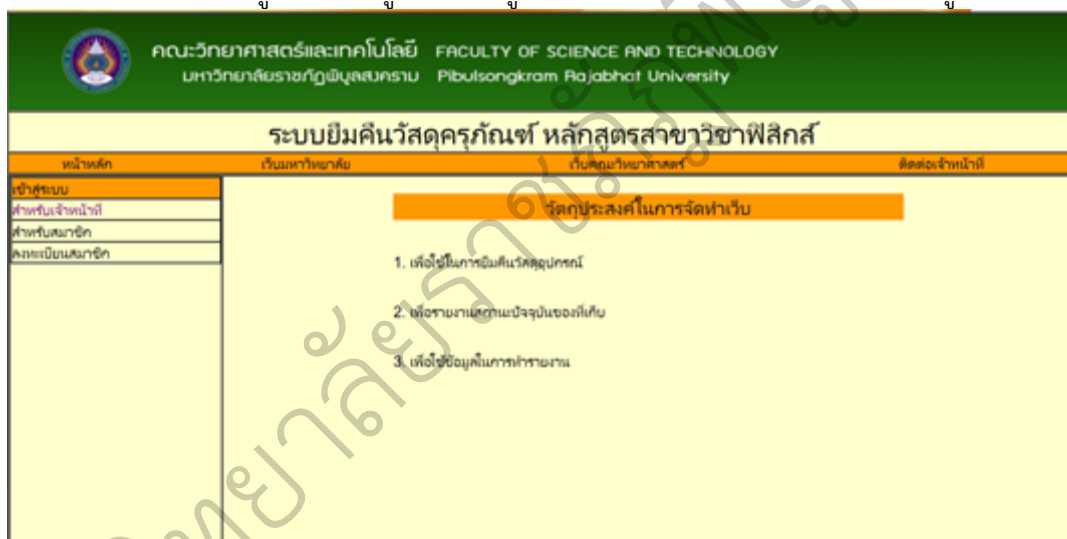 คณะวิทยาศาสตร์และเทคโนโลยี FACULTY OF SCIENCE AND TECHNOLOGY
มหาวิทยาลัยราชภัฏพิบูลสงคราม Pibulsongkram Rajabhat University
ระบบยืมคืนวัสดุครุภัณฑ์ หลักสูตรสาขาวิชาฟิสิกส์
หน้าหลัก เว็บมหาวิทยาลัย เว็บคณะวิทยาศาสตร์ ติดต่อเจ้าหน้าที่
เข้าสู่ระบบ
สำหรับเจ้าหน้าที่
สำหรับสมาชิก
ลงทะเบียนสมาชิก
วัตถุประสงค์ในการจัดทำเว็บ
1. เพื่อใช้ในการยืมคืนวัสดุอุปกรณ์
2. เพื่อรายงานสถานะปัจจุบันของที่เก็บ
3. เพื่อใช้ข้อมูลในการทำรายงาน